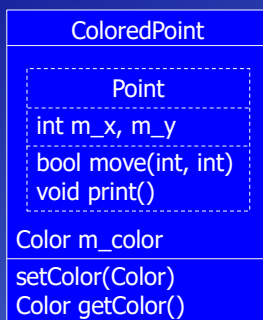 ColoredPoint
Point
int m_x, m_y
bool move(int, int)
void print()
Color m_color
setColor(Color)
Color getColor()